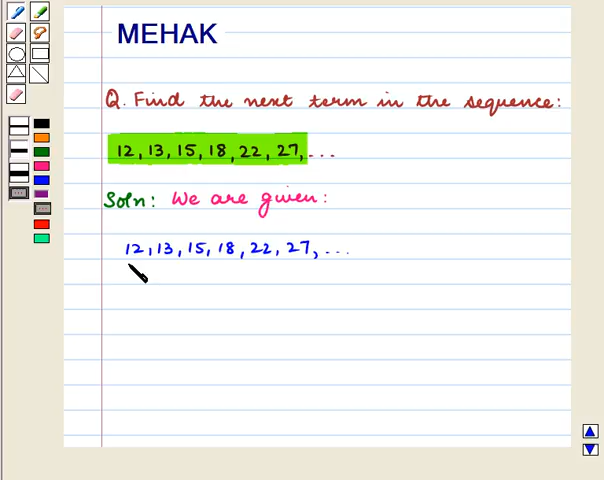 MEHAK
Q. Find the next term in the sequence:
12, 13, 15, 18, 22, 27, ...
Soln: We are given:
12, 13, 15, 18, 22, 27, ...